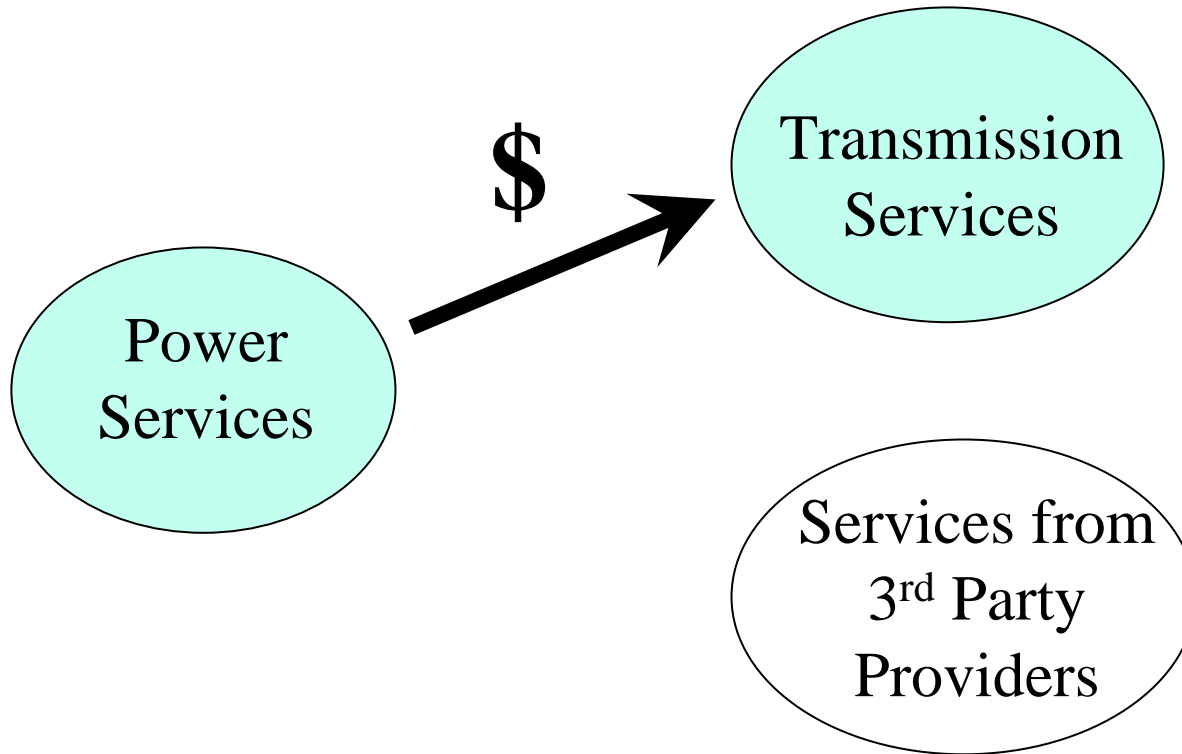 $
Transmission
Services
Power
Services
Services from
3rd Party
Providers